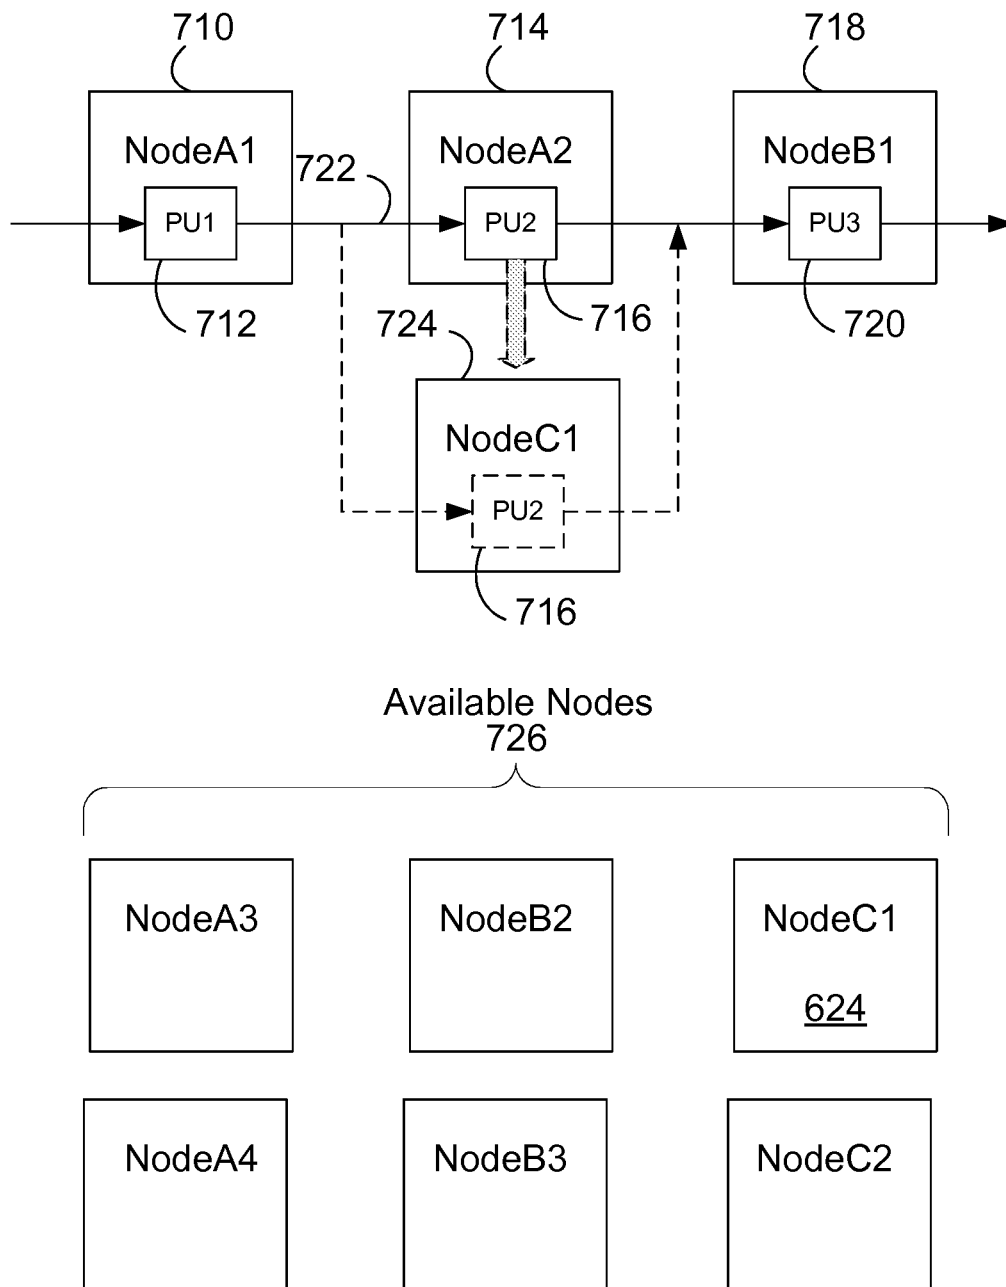 710 714 718
NodeA1 NodeA2 NodeB1
722
PU1 PU2 PU3
712 724 716 720
NodeC1
PU2
716
Available Nodes
726
NodeA3 NodeB2 NodeC1
624
NodeA4 NodeB3 NodeC2